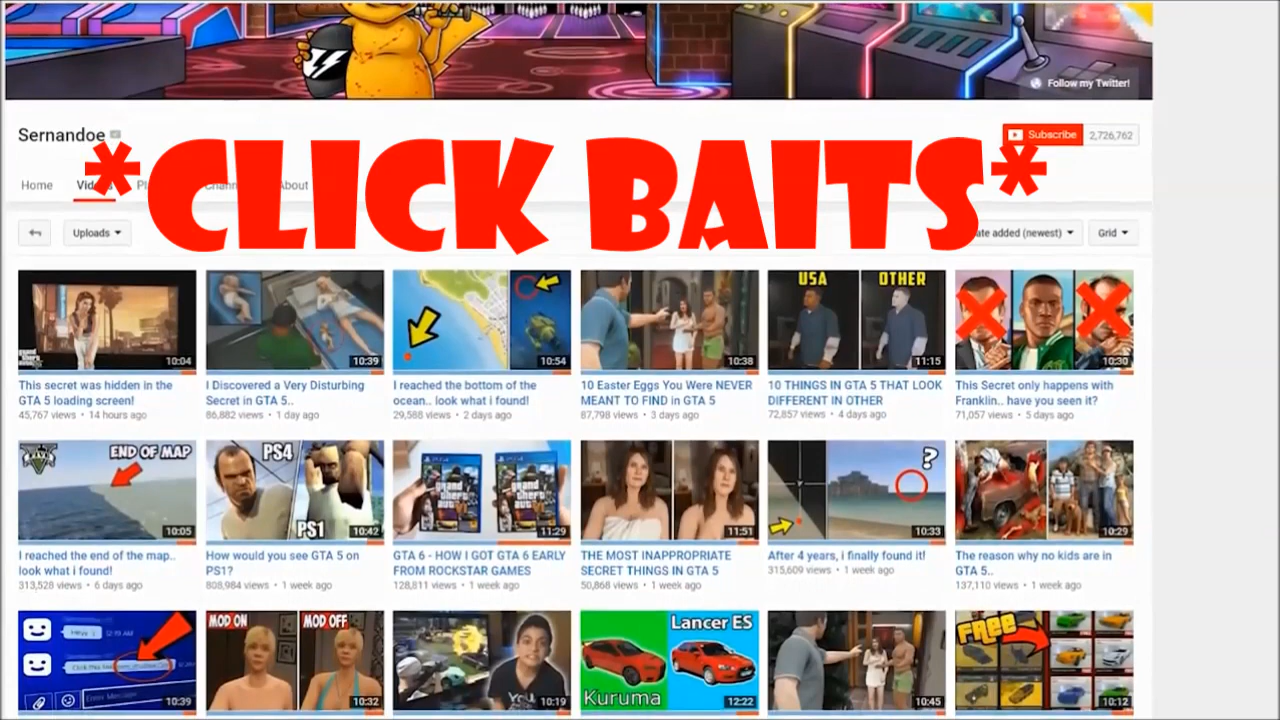 Follow my Twitter!
Sernandoe
Subscribe 2,726,762
*CLICK BAITS*
Home
About
Uploads
date added (newest)
Grid
10:04
10:39
10:54
10:38
USA
OTHER
11:15
10:30
This secret was hidden in the
GTA 5 loading screen!
45,767 views • 14 hours ago
I Discovered a Very Disturbing
Secret in GTA 5..
86,882 views • 1 day ago
I reached the bottom of the
ocean.. look what i found!
29,588 views • 2 days ago
10 Easter Eggs You Were NEVER
MEANT TO FIND in GTA 5
87,798 views • 3 days ago
10 THINGS IN GTA 5 THAT LOOK
DIFFERENT IN OTHER
72,857 views • 4 days ago
This Secret only happens with
Franklin.. have you seen it?
71,057 views • 5 days ago
END OF MAP
10:05
PS4
PS1
10:42
grand
theft
auto
VI
grand
theft
auto
VI
11:29
11:51
?
10:33
10:29
I reached the end of the map..
look what i found!
313,528 views • 6 days ago
How would you see GTA 5 on
PS1?
808,984 views • 1 week ago
GTA 6 - HOW I GOT GTA 6 EARLY
FROM ROCKSTAR GAMES
128,811 views • 1 week ago
THE MOST INAPPROPRIATE
SECRET THINGS IN GTA 5
50,868 views • 1 week ago
After 4 years, i finally found it!
315,609 views • 1 week ago
The reason why no kids are in
GTA 5..
137,110 views • 1 week ago
10:39
MOD ON
MOD OFF
10:32
YOU
10:19
Kuruma
Lancer ES
12:22
10:45
FREE
10:12